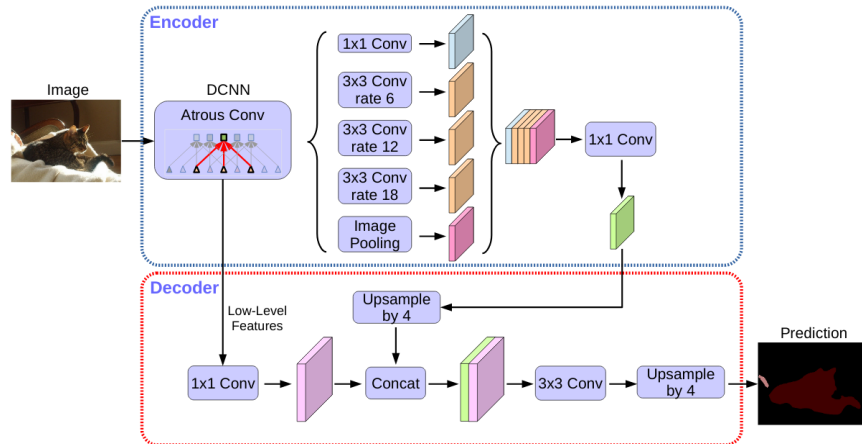 Encoder
Image
DCNN
Atrous Conv
1x1 Conv
3x3 Conv
rate 6
3x3 Conv
rate 12
3x3 Conv
rate 18
Image
Pooling
1x1 Conv
Decoder
Low-Level
Features
Upsample
by 4
1x1 Conv
Concat
3x3 Conv
Upsample
by 4
Prediction